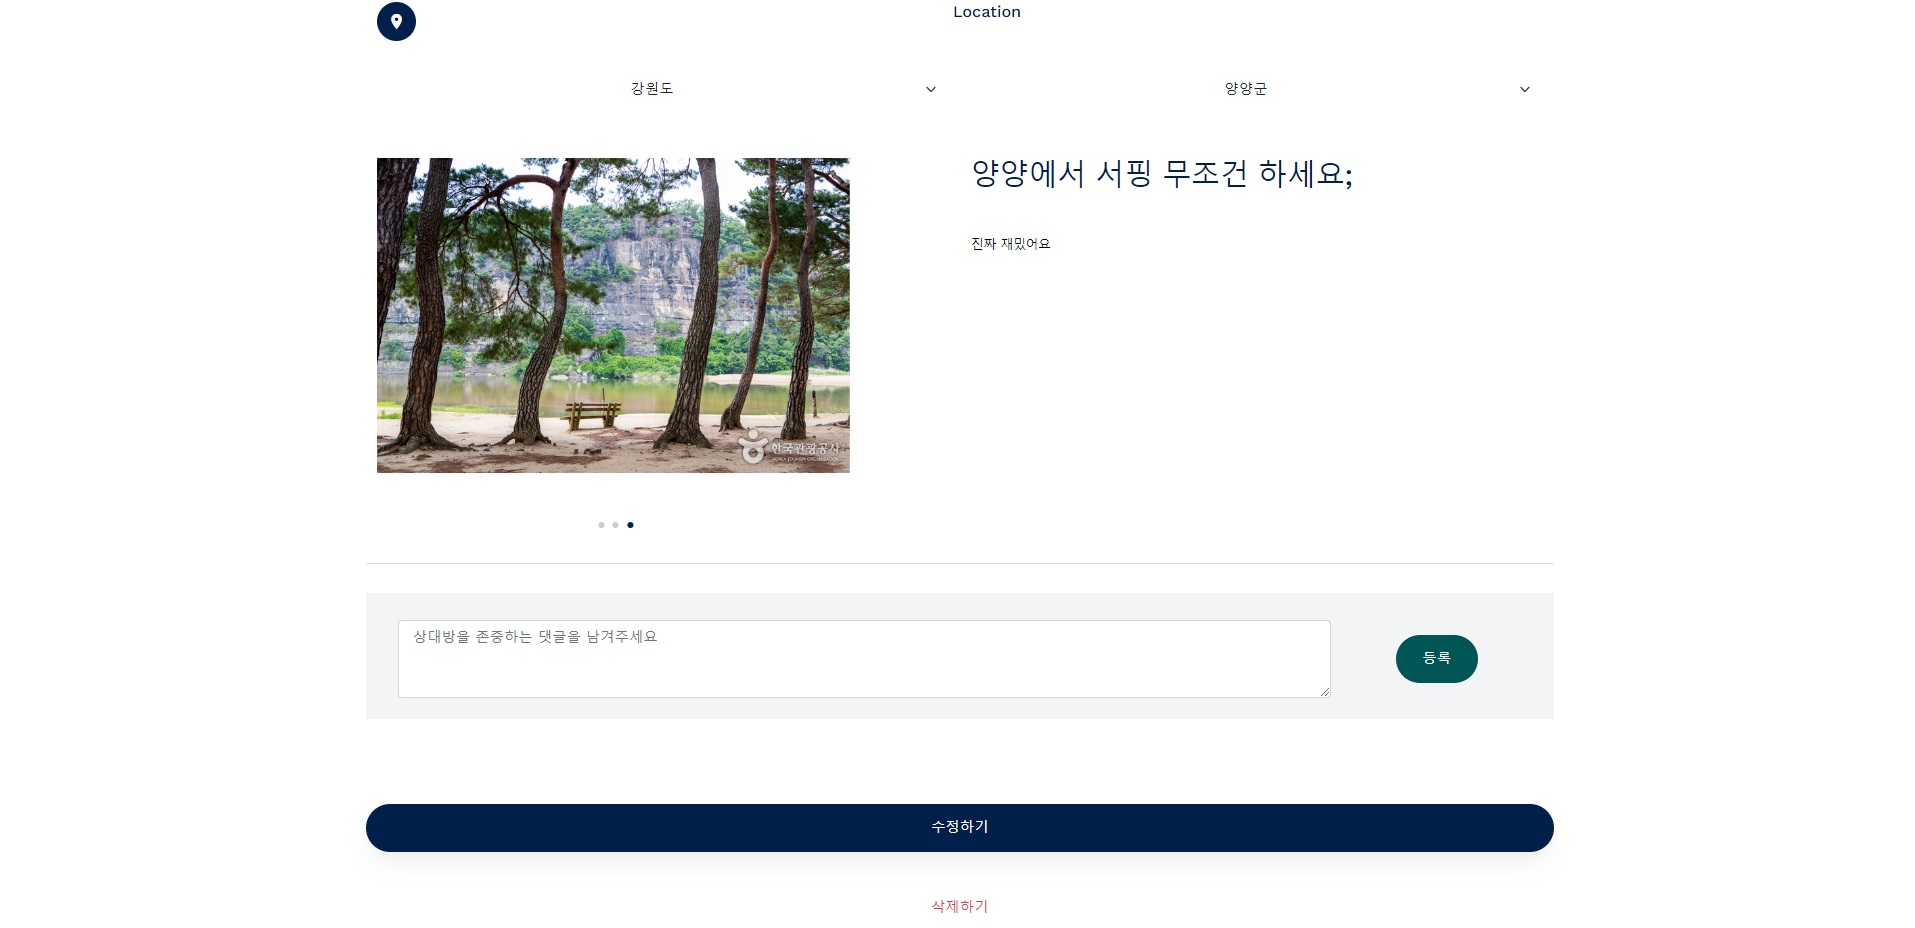 Location
강원도
양양군
양양에서 서핑 무조건 하세요;
진짜 재밌어요
한국관광공사
KOREA TOURISM ORGANIZATION
상대방을 존중하는 댓글을 남겨주세요
등록
수정하기
삭제하기